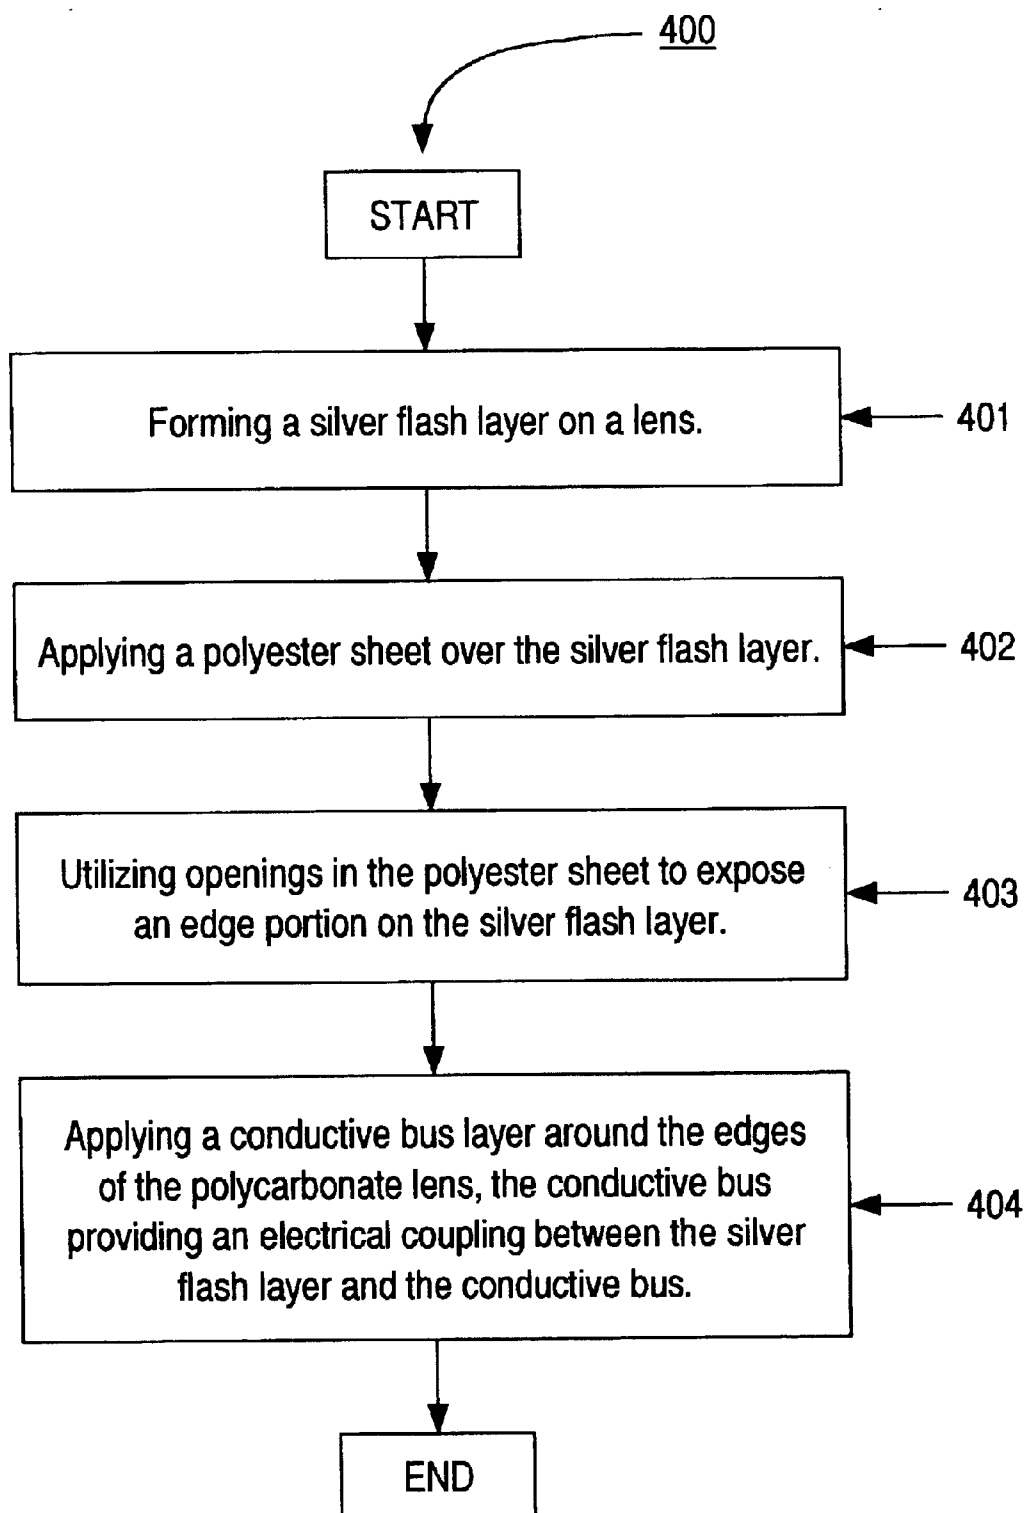 400
START
Forming a silver flash layer on a lens.
401
Applying a polyester sheet over the silver flash layer.
402
Utilizing openings in the polyester sheet to expose
an edge portion on the silver flash layer.
403
Applying a conductive bus layer around the edges
of the polycarbonate lens, the conductive bus
providing an electrical coupling between the silver
flash layer and the conductive bus.
404
END